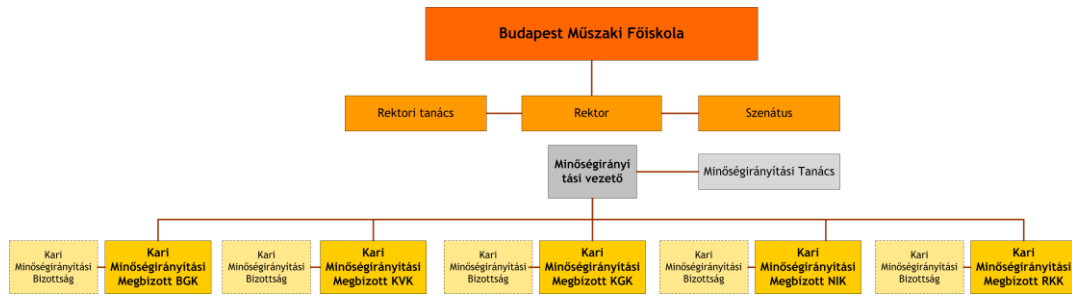 Budapest Műszaki Főiskola
Rektori tanács
Rektor
Szenátus
Minőségirányí
tási vezető
Minőségirányítási Tanács
Kari
Minőségirányítási
Bizottság
Kari
Minőségirányítási
Megbízott BGK
Kari
Minőségirányítási
Bizottság
Kari
Minőségirányítási
Megbízott KVK
Kari
Minőségirányítási
Bizottság
Kari
Minőségirányítási
Megbízott KGK
Kari
Minőségirányítási
Bizottság
Kari
Minőségirányítási
Megbízott NIK
Kari
Minőségirányítási
Bizottság
Kari
Minőségirányítási
Megbízott RKK